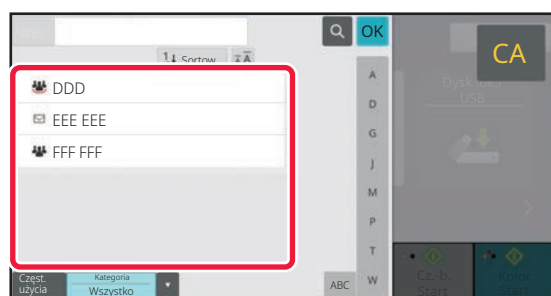 Adres
OK
CA
1 Sortow.
DDD
EEE EEE
FFF FFF
A
D
G
J
M
P
T
W
Dysk lok./
USB
Częst.
użycia
Kategoria
Wszystko
ABC
Cz.-b.
Start
Kolor
Start